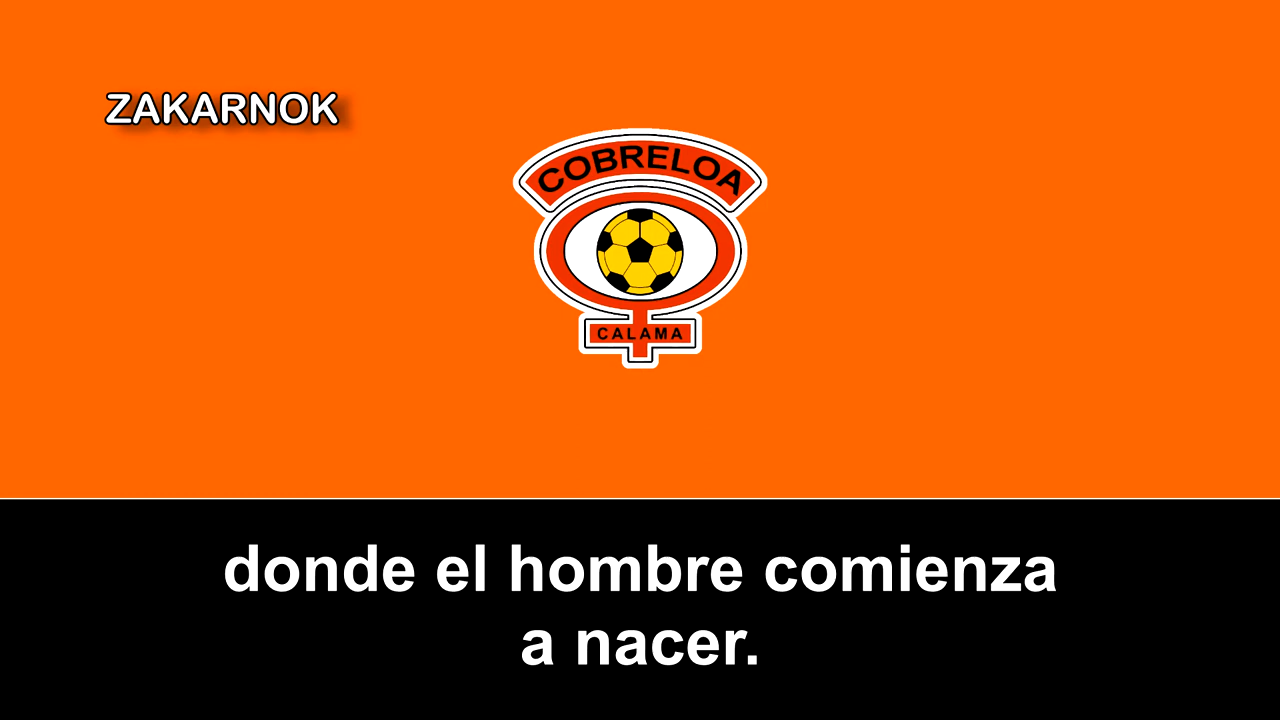 ZAKARNOK
COBRELOA
CALAMA
donde el hombre comienza
a nacer.